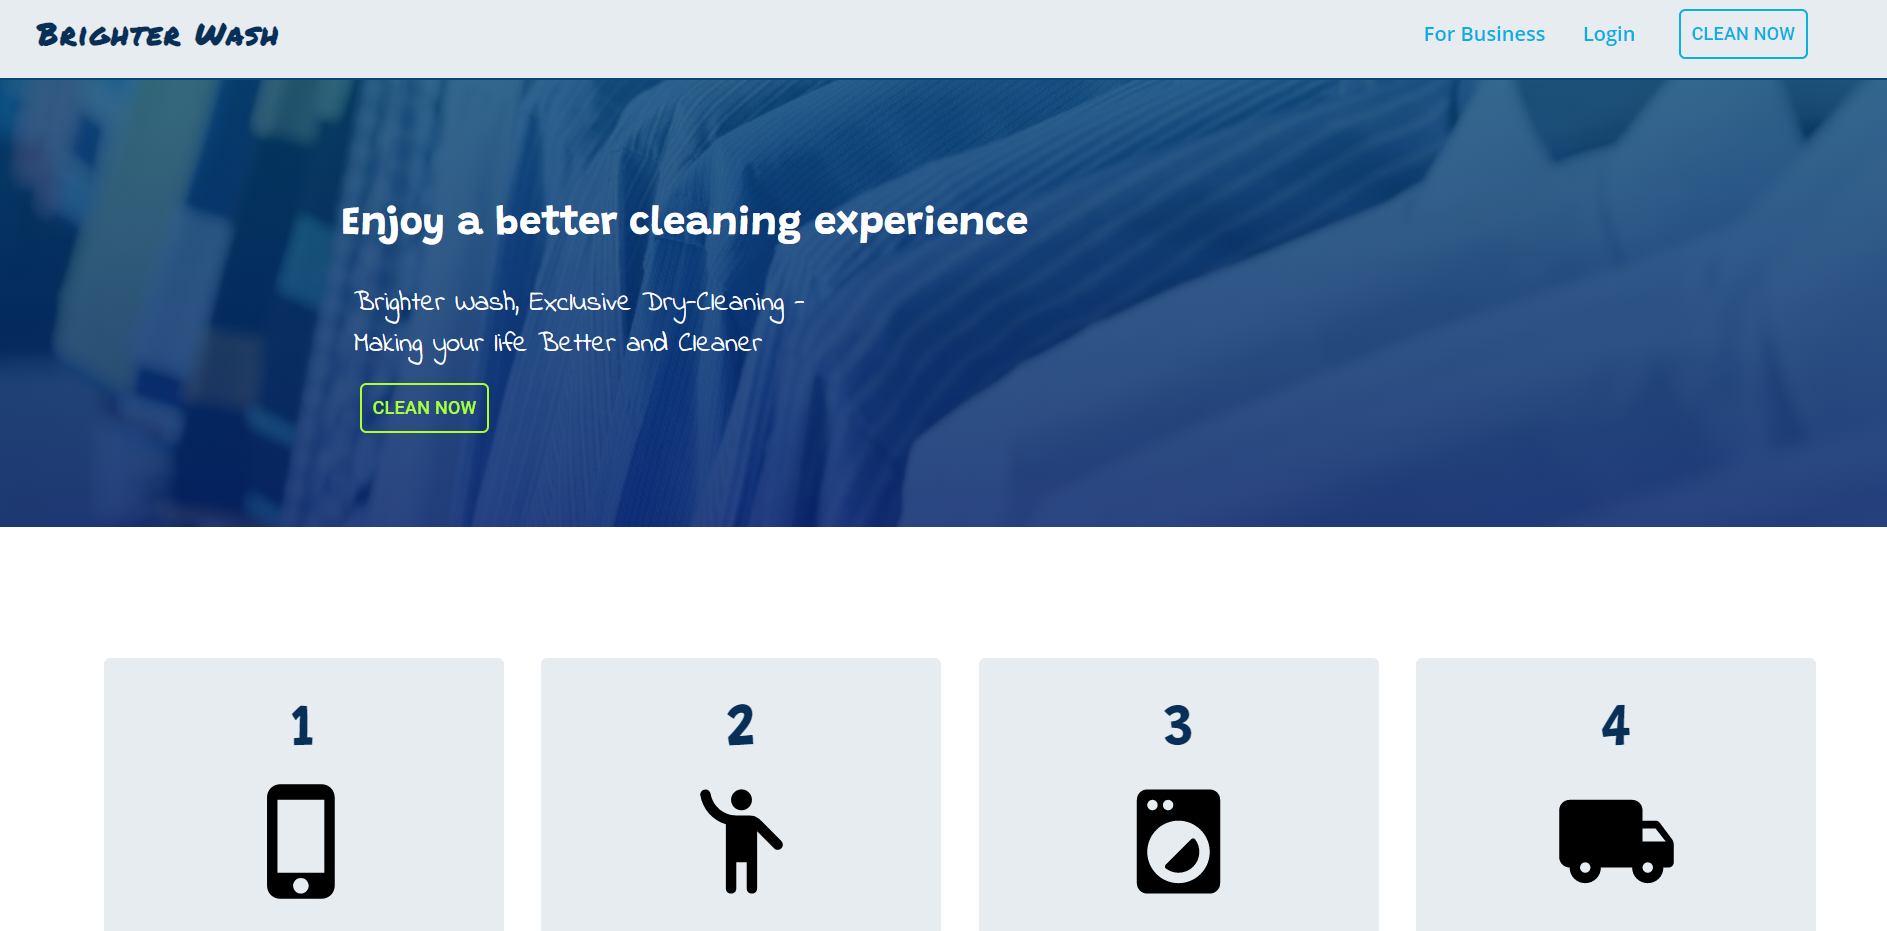 Brighter Wash
For Business
Login
CLEAN NOW
Enjoy a better cleaning experience
Brighter Wash, Exclusive Dry-Cleaning -
Making your life Better and Cleaner
CLEAN NOW
1
2
3
4